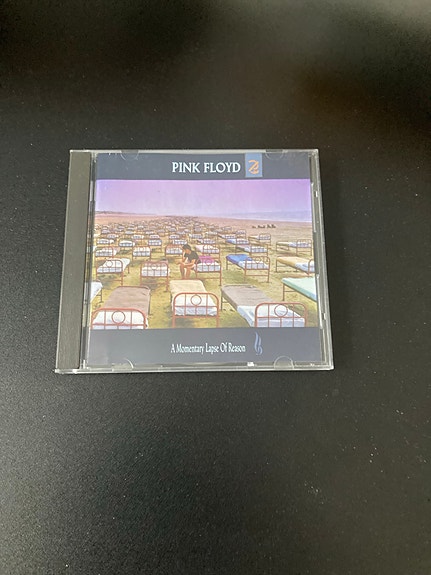 PINK FLOYD
A Momentary Lapse Of Reason